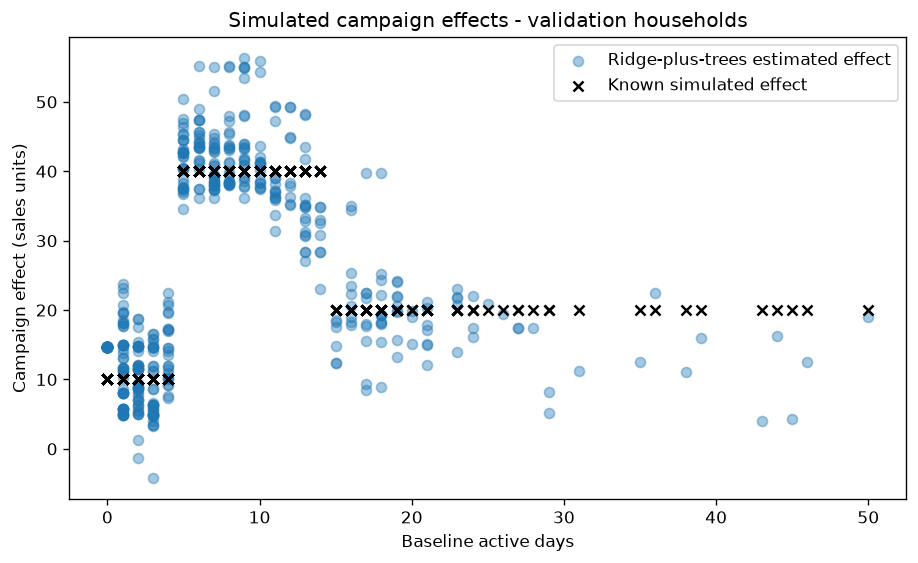 Simulated campaign effects - validation households
Ridge-plus-trees estimated effect
Known simulated effect
Campaign effect (sales units)
50
40
30
20
10
0
0 10 20 30 40 50
Baseline active days